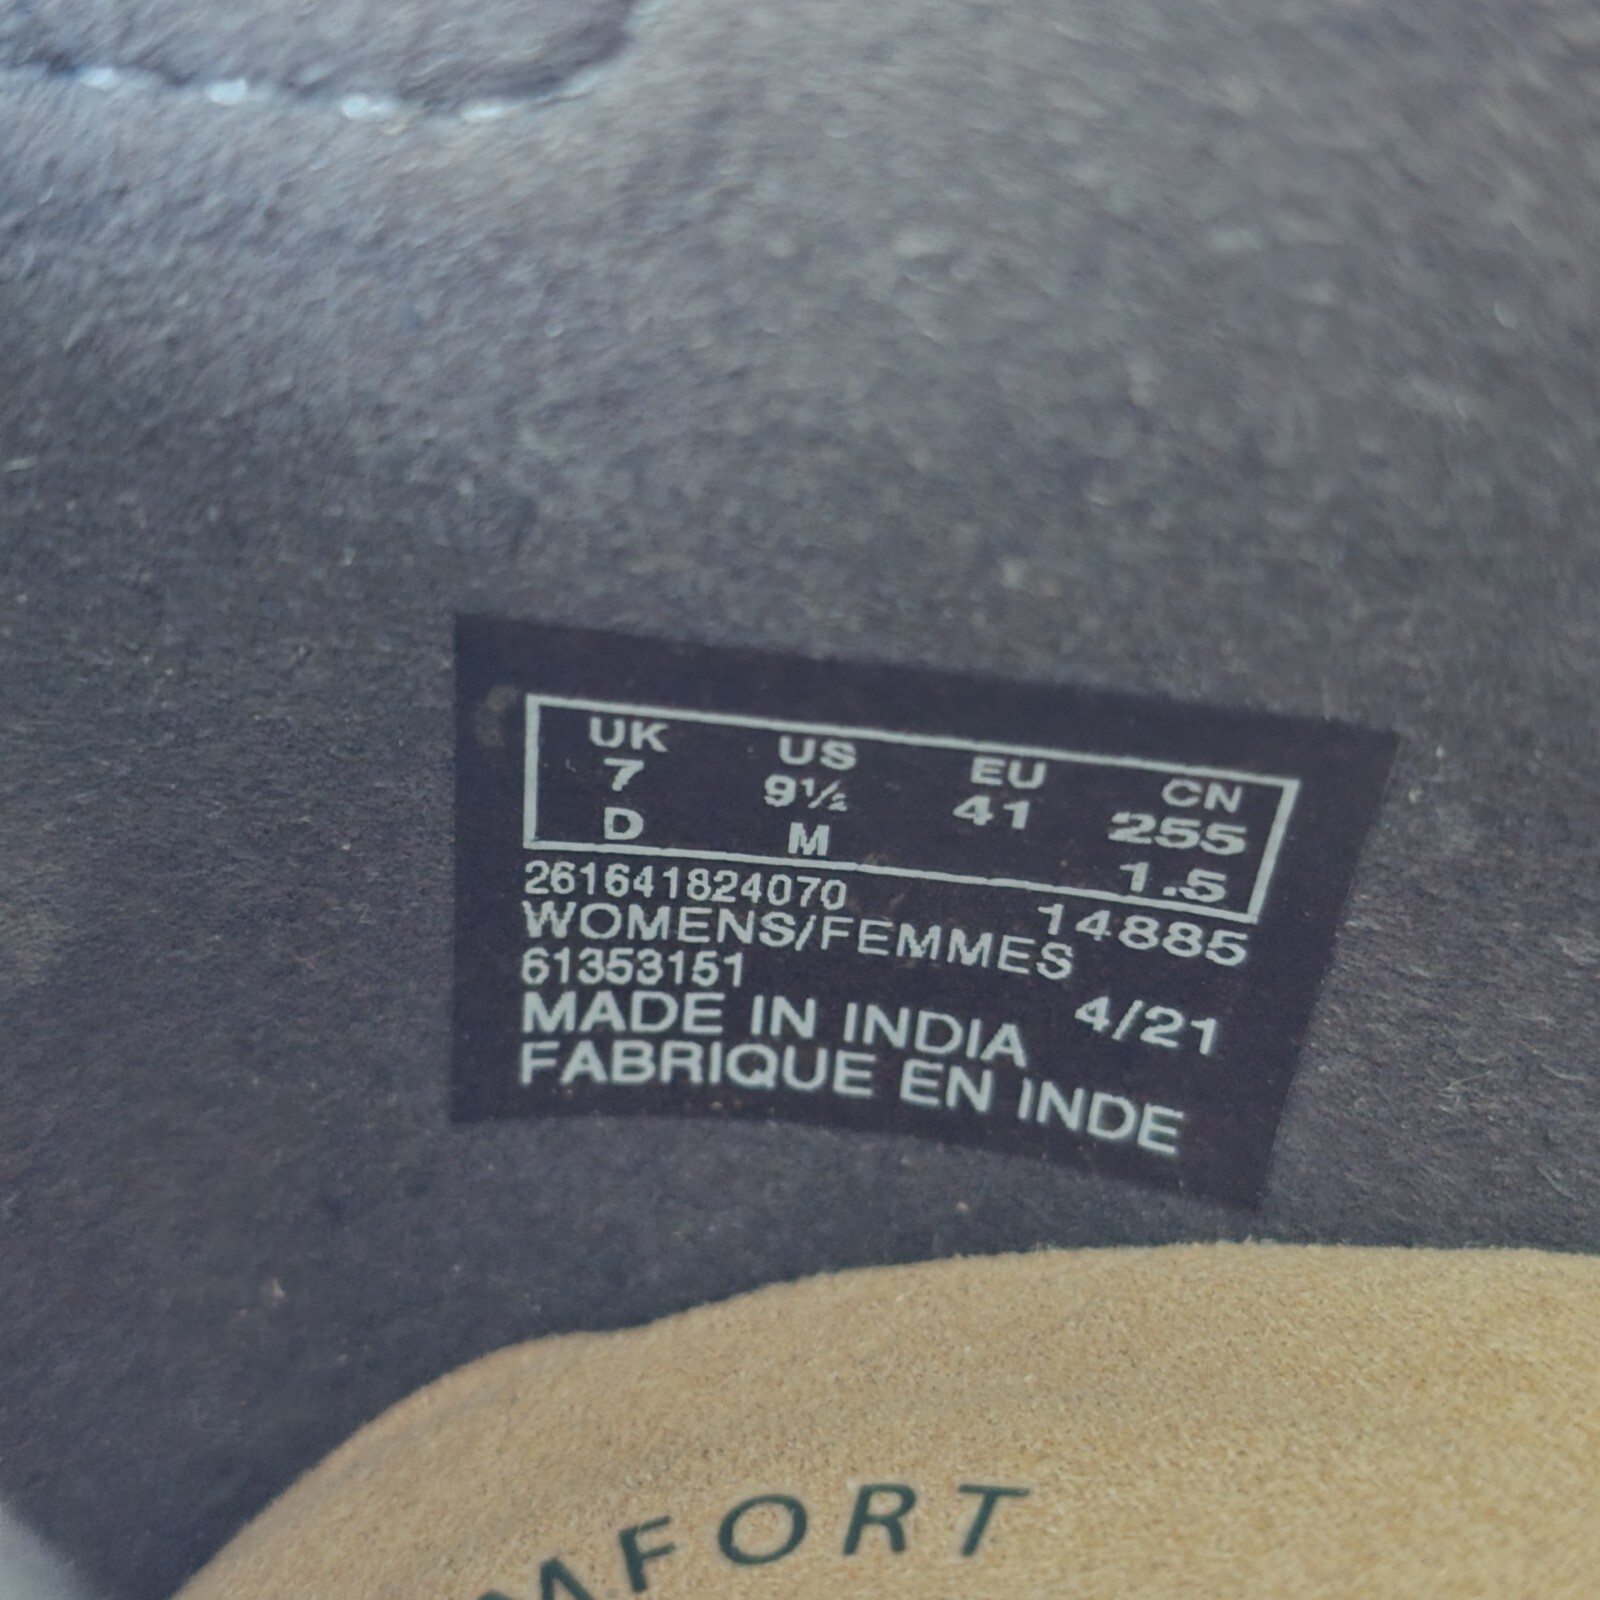 UK US EU CN
7 9½ 41 255
D M 1.5
261641824070 14885
WOMENS/FEMMES
61353151 4/21
MADE IN INDIA
FABRIQUE EN INDE
MFORT